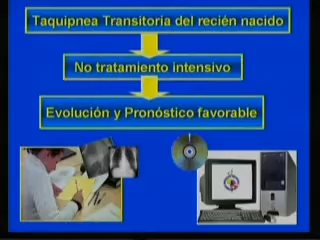 Taquipnea Transitoria del recién nacido
No tratamiento intensivo
Evolución y Pronóstico favorable